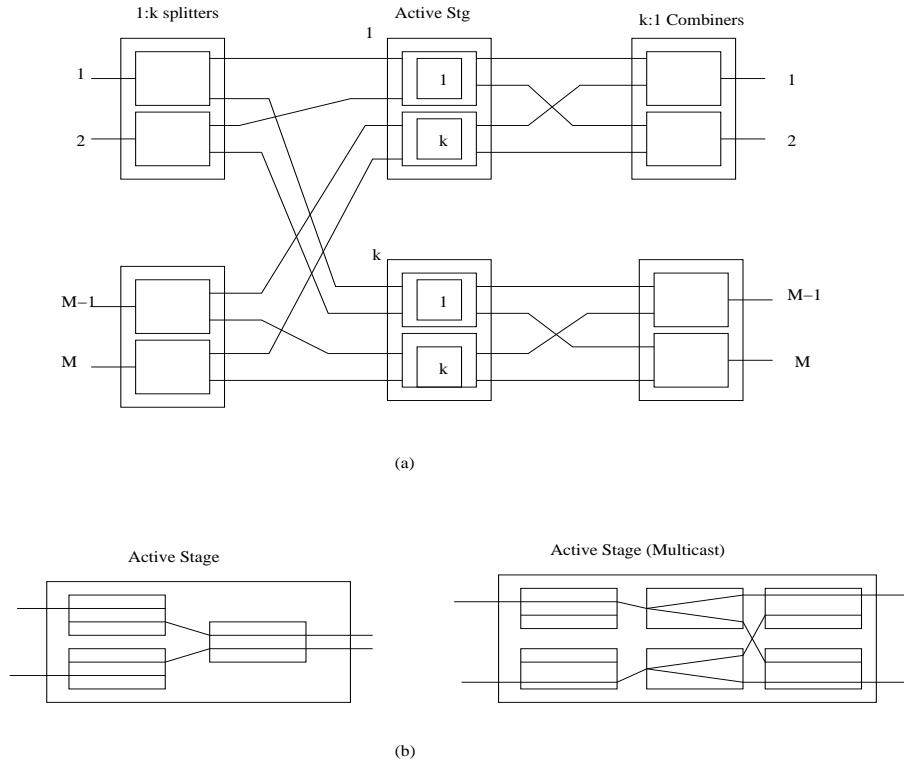 1:k splitters
Active Stg
k:1 Combiners
1
1
1
1
2
k
2
k
M−1
1
M−1
M
k
M
(a)
Active Stage
Active Stage (Multicast)
(b)